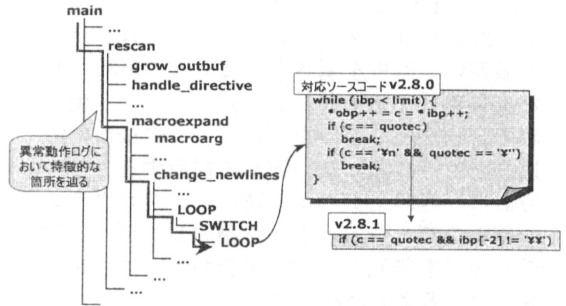 main
...
rescan
grow_outbuf
handle_directive
...
macroexpand
macroarg
...
change_newlines
...
LOOP
SWITCH
LOOP
...
...
...
異常動作ログに
おいて特徴的な
箇所を辿る
対応ソースコード v2.8.0
while (ibp < limit) {
*obp++ = c = *ibp++;
if (c == quotec)
break;
if (c == '¥n' && quotec == '¥'')
break;
}
v2.8.1
if (c == quotec && ibp[-2] != '¥¥')